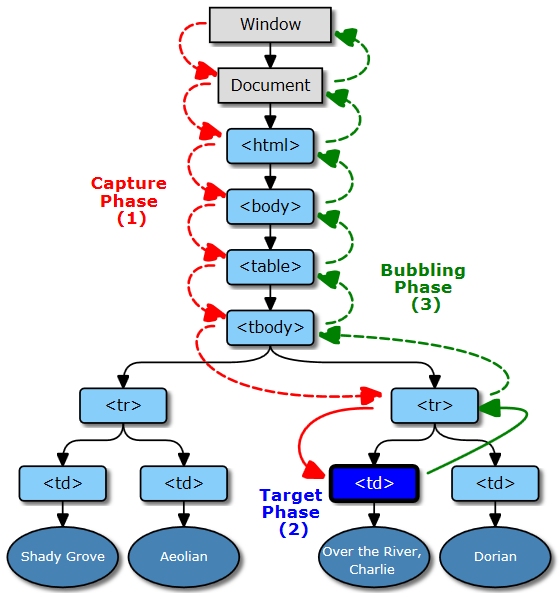 Window
Document
<html>
Capture
Phase
(1)
<body>
<table>
Bubbling
Phase
(3)
<tbody>
<tr>
<tr>
<td>
<td>
Target
Phase
(2)
<td>
<td>
Shady Grove
Aeolian
Over the River,
Charlie
Dorian